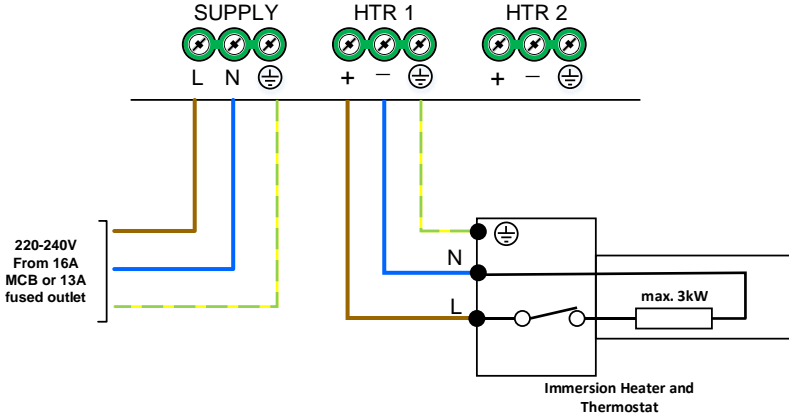 SUPPLY HTR 1 HTR 2
L N + − + −
220-240V
From 16A
MCB or 13A
fused outlet
N
L
max. 3kW
Immersion Heater and
Thermostat